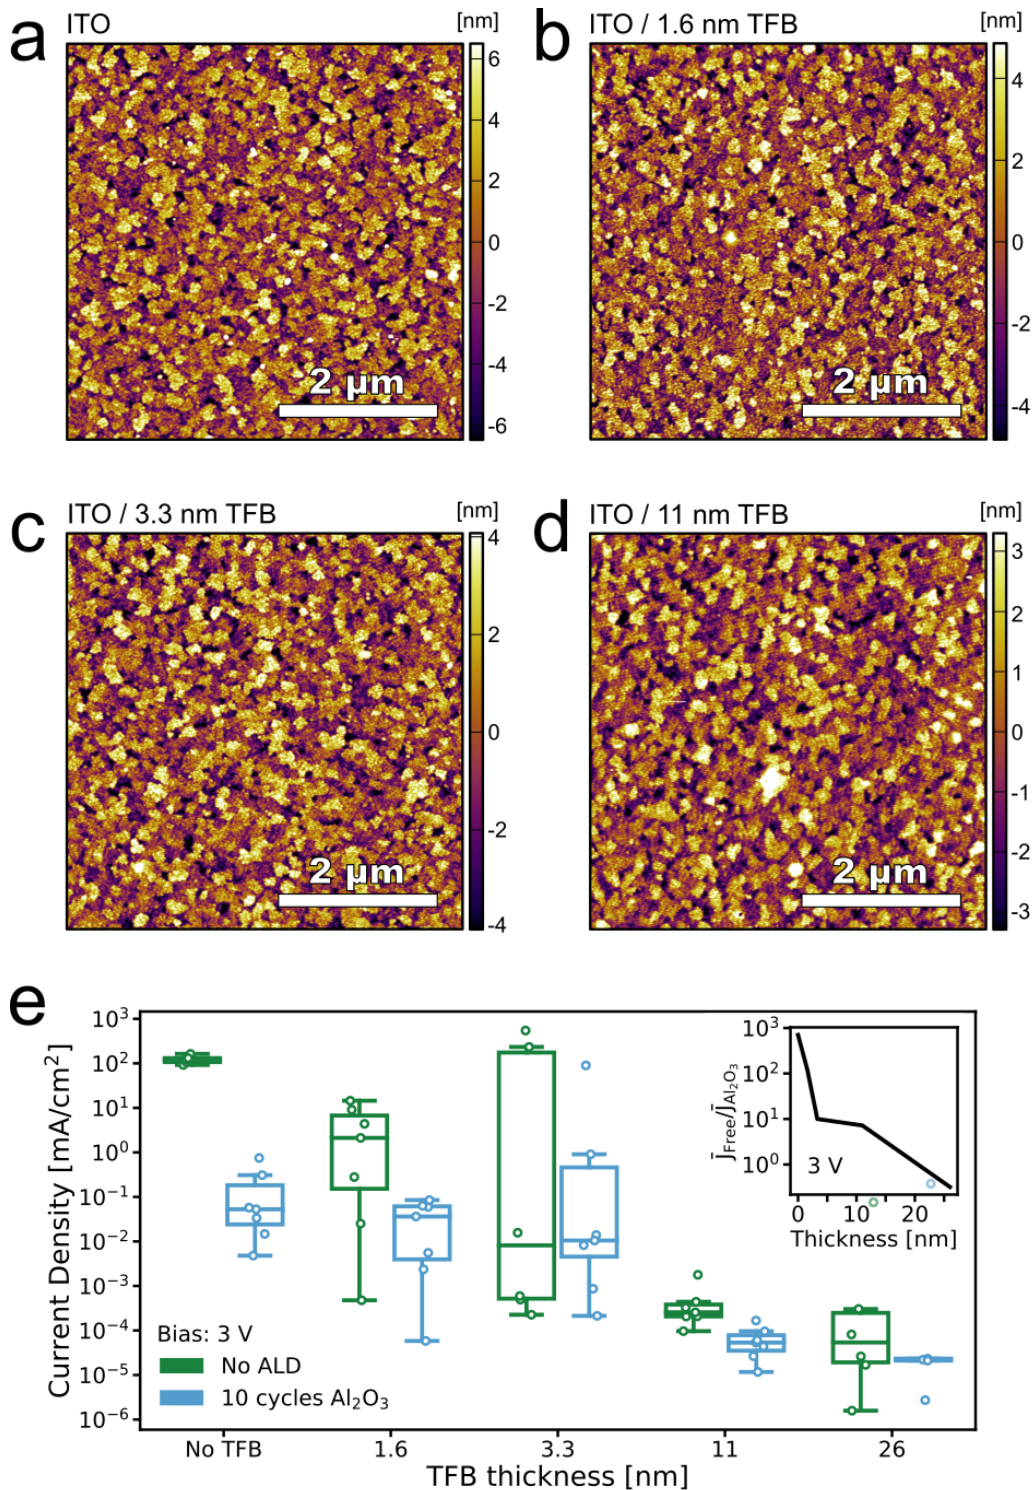 a ITO [nm]
6
4
2
0
-2
-4
-6
2 µm
b ITO / 1.6 nm TFB [nm]
4
2
0
-2
-4
2 µm
c ITO / 3.3 nm TFB [nm]
4
2
0
-2
-4
2 µm
d ITO / 11 nm TFB [nm]
3
2
1
0
-1
-2
-3
2 µm
e
Current Density [mA/cm²]
10³
10²
10¹
10⁰
10⁻¹
10⁻²
10⁻³
10⁻⁴
10⁻⁵
10⁻⁶
Bias: 3 V
No ALD
10 cycles Al₂O₃
J̄Free/J̄Al₂O₃
10³
10²
10¹
10⁰
3 V
0 10 20
Thickness [nm]
No TFB 1.6 3.3 11 26
TFB thickness [nm]